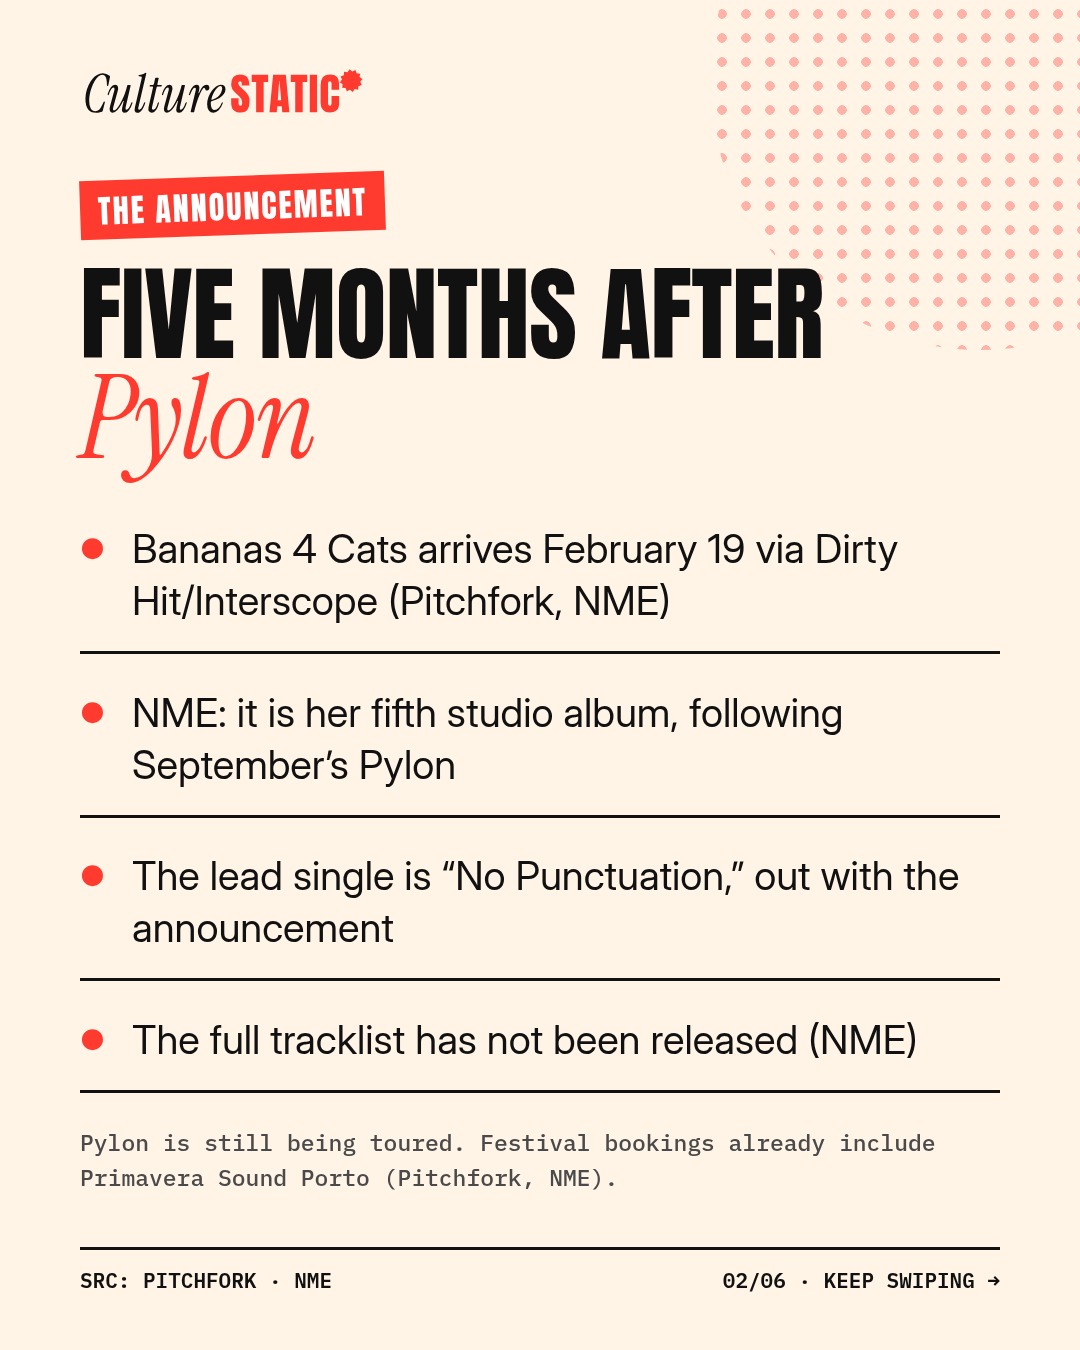 Culture STATIC
THE ANNOUNCEMENT
FIVE MONTHS AFTER
Pylon
Bananas 4 Cats arrives February 19 via Dirty
Hit/Interscope (Pitchfork, NME)
NME: it is her fifth studio album, following
September’s Pylon
The lead single is “No Punctuation,” out with the
announcement
The full tracklist has not been released (NME)
Pylon is still being toured. Festival bookings already include
Primavera Sound Porto (Pitchfork, NME).
SRC: PITCHFORK · NME
02/06 · KEEP SWIPING →